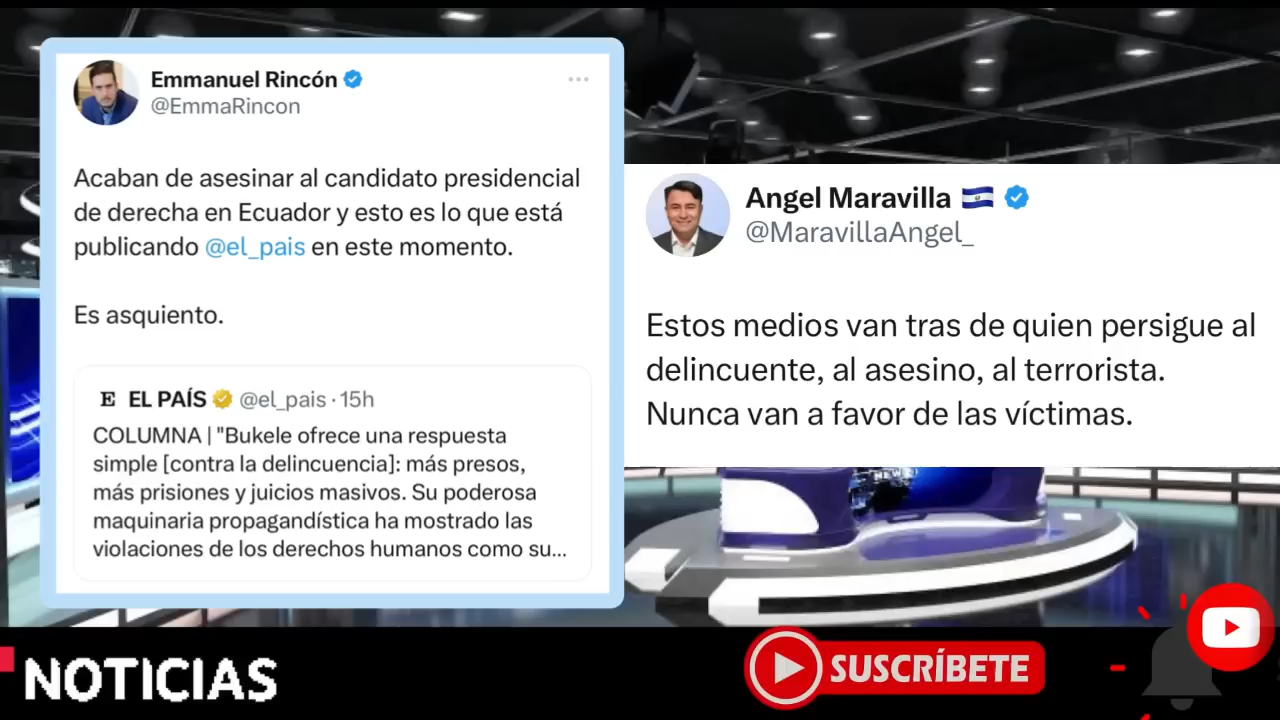 Emmanuel Rincón
@EmmaRincon
Acaban de asesinar al candidato presidencial
de derecha en Ecuador y esto es lo que está
publicando @el_pais en este momento.
Es asquiento.
E EL PAÍS @el_pais · 15h
COLUMNA | "Bukele ofrece una respuesta
simple [contra la delincuencia]: más presos,
más prisiones y juicios masivos. Su poderosa
maquinaria propagandística ha mostrado las
violaciones de los derechos humanos como su...
Angel Maravilla
@MaravillaAngel_
Estos medios van tras de quien persigue al
delincuente, al asesino, al terrorista.
Nunca van a favor de las víctimas.
NOTICIAS
SUSCRÍBETE